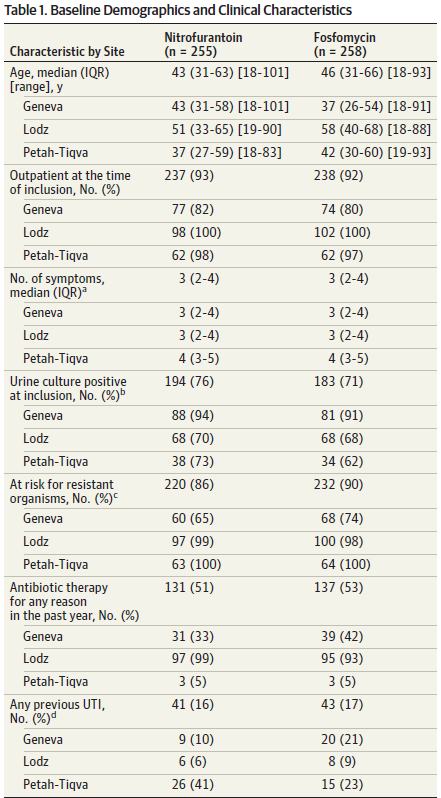 Table 1. Baseline Demographics and Clinical Characteristics
Characteristic by Site Nitrofurantoin (n = 255) Fosfomycin (n = 258)
Age, median (IQR) 43 (31-63) [18-101] 46 (31-66) [18-93]
[range], y
Geneva 43 (31-58) [18-101] 37 (26-54) [18-91]
Lodz 51 (33-65) [19-90] 58 (40-68) [18-88]
Petah-Tiqva 37 (27-59) [18-83] 42 (30-60) [19-93]
Outpatient at the time 237 (93) 238 (92)
of inclusion, No. (%)
Geneva 77 (82) 74 (80)
Lodz 98 (100) 102 (100)
Petah-Tiqva 62 (98) 62 (97)
No. of symptoms, 3 (2-4) 3 (2-4)
median (IQR)a
Geneva 3 (2-4) 3 (2-4)
Lodz 3 (2-4) 3 (2-4)
Petah-Tiqva 4 (3-5) 4 (3-5)
Urine culture positive 194 (76) 183 (71)
at inclusion, No. (%)b
Geneva 88 (94) 81 (91)
Lodz 68 (70) 68 (68)
Petah-Tiqva 38 (73) 34 (62)
At risk for resistant 220 (86) 232 (90)
organisms, No. (%)c
Geneva 60 (65) 68 (74)
Lodz 97 (99) 100 (98)
Petah-Tiqva 63 (100) 64 (100)
Antibiotic therapy 131 (51) 137 (53)
for any reason
in the past year, No. (%)
Geneva 31 (33) 39 (42)
Lodz 97 (99) 95 (93)
Petah-Tiqva 3 (5) 3 (5)
Any previous UTI, 41 (16) 43 (17)
No. (%)d
Geneva 9 (10) 20 (21)
Lodz 6 (6) 8 (9)
Petah-Tiqva 26 (41) 15 (23)